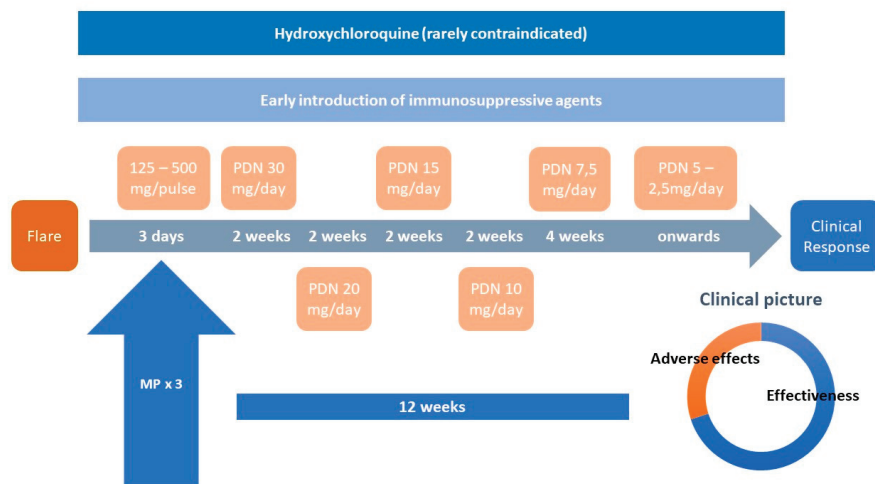 Hydroxychloroquine (rarely contraindicated)
Early introduction of immunosuppressive agents
125 – 500
mg/pulse
PDN 30
mg/day
PDN 15
mg/day
PDN 7,5
mg/day
PDN 5 –
2,5mg/day
Flare
3 days
2 weeks
2 weeks
2 weeks
2 weeks
4 weeks
onwards
Clinical
Response
PDN 20
mg/day
PDN 10
mg/day
MP x 3
12 weeks
Clinical picture
Adverse effects
Effectiveness